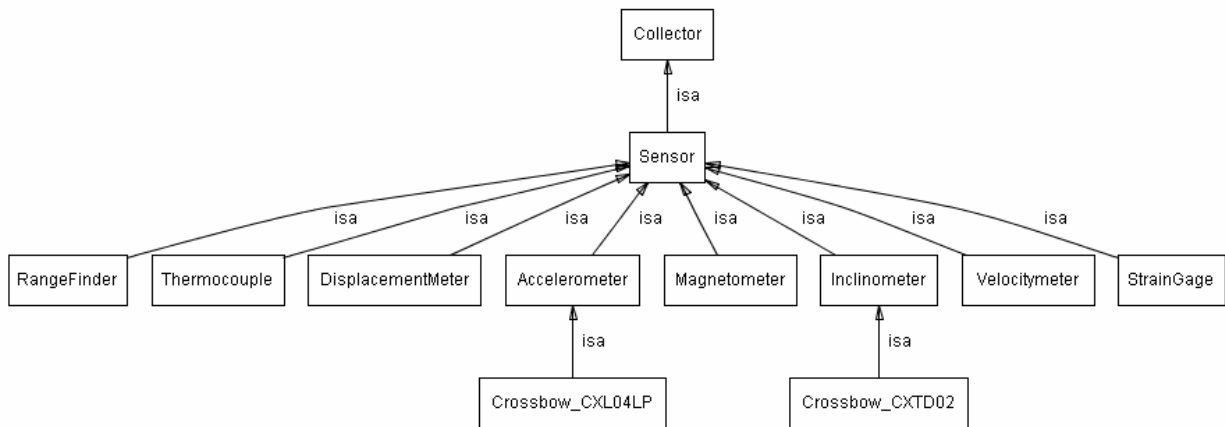 Collector
isa
Sensor
isa isa isa isa isa isa isa isa
RangeFinder Thermocouple DisplacementMeter Accelerometer Magnetometer Inclinometer Velocitymeter StrainGage
isa isa
Crossbow_CXL04LP Crossbow_CXTD02